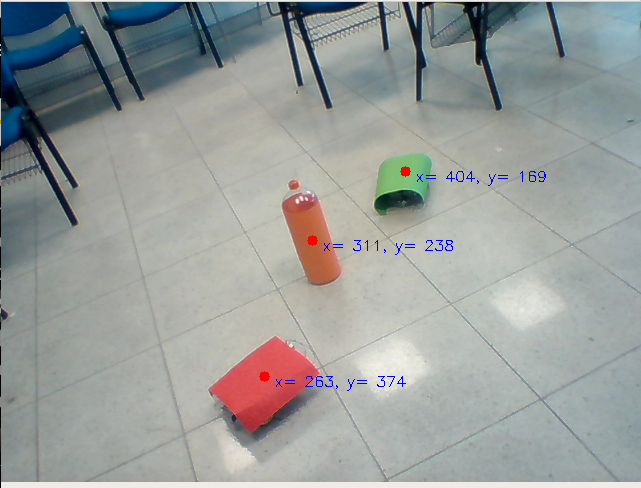 x= 404, y= 169
x= 311, y= 238
x= 263, y= 374